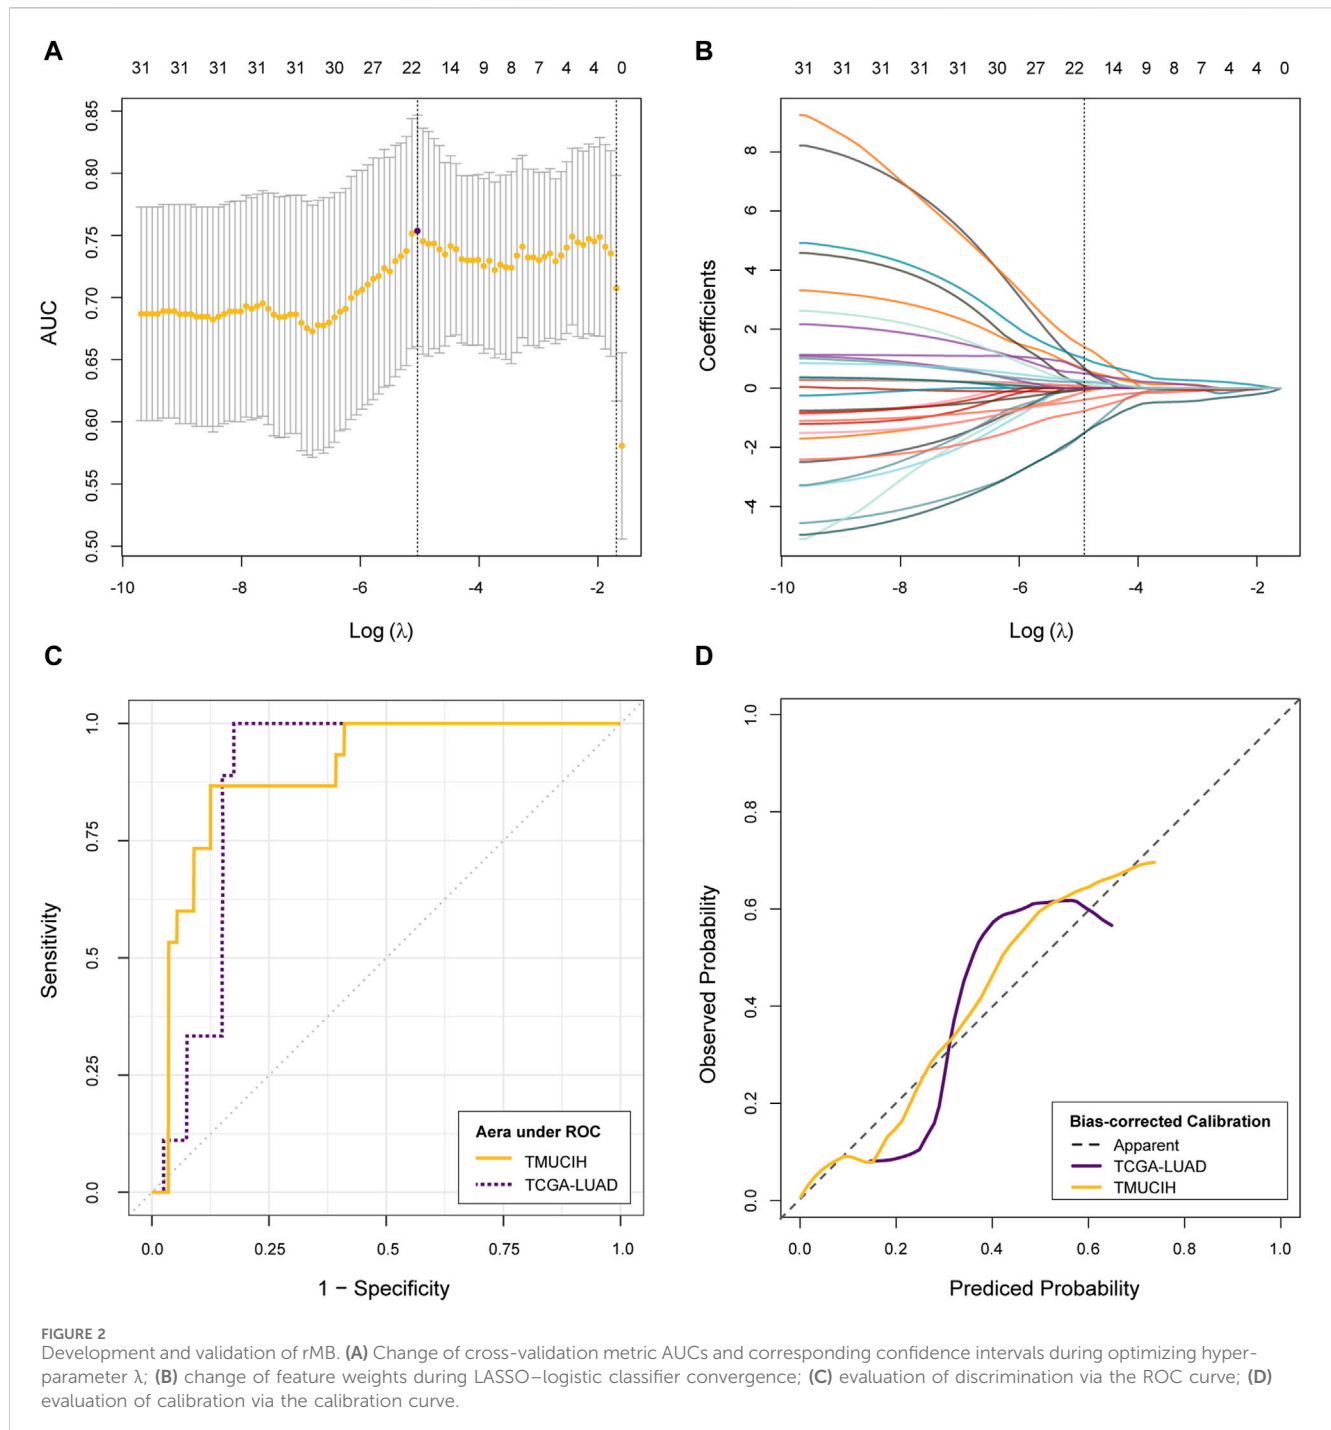 A
31 31 31 31 31 30 27 22 14 9 8 7 4 4 0
0.85
0.80
0.75
0.70
0.65
0.60
0.55
0.50
AUC
-10 -8 -6 -4 -2
Log (λ)
B
31 31 31 31 31 30 27 22 14 9 8 7 4 4 0
8
6
4
2
0
-2
-4
Coefficients
-10 -8 -6 -4 -2
Log (λ)
C
1.0
0.75
0.5
0.25
0.0
Sensitivity
Aera under ROC
TMUCIH
TCGA-LUAD
0.0 0.25 0.5 0.75 1.0
1 − Specificity
D
1.0
0.8
0.6
0.4
0.2
0.0
Observed Probability
Bias-corrected Calibration
Apparent
TCGA-LUAD
TMUCIH
0.0 0.2 0.4 0.6 0.8 1.0
Prediced Probability
FIGURE 2
Development and validation of rMB. (A) Change of cross-validation metric AUCs and corresponding confidence intervals during optimizing hyper-
parameter λ; (B) change of feature weights during LASSO–logistic classifier convergence; (C) evaluation of discrimination via the ROC curve; (D)
evaluation of calibration via the calibration curve.